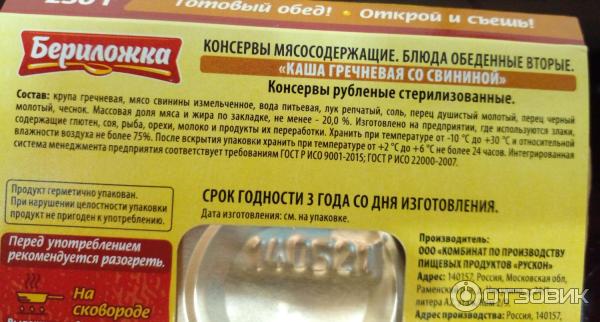 250 г
Готовый обед! • Открой и съешь!
Бериложка
КОНСЕРВЫ МЯСОСОДЕРЖАЩИЕ. БЛЮДА ОБЕДЕННЫЕ ВТОРЫЕ.
«КАША ГРЕЧНЕВАЯ СО СВИНИНОЙ»
Консервы рубленые стерилизованные.
Состав: крупа гречневая, мясо свинины измельченное, вода питьевая, лук репчатый, соль, перец душистый молотый, перец черный
молотый, чеснок. Массовая доля мяса и жира по закладке, не менее - 20,0 %. Изготовлено на предприятии, где используются злаки,
содержащие глютен, соя, рыба, орехи, молоко и продукты их переработки. Хранить при температуре от -10 °С до +30 °С и относительной
влажности воздуха не более 75%. После вскрытия упаковки хранить при температуре от +2 °С до +6 °С не более 24 часов. Интегрированная
система менеджмента предприятия соответствует требованиям ГОСТ Р ИСО 9001-2015; ГОСТ Р ИСО 22000-2007.
Продукт герметично упакован.
При нарушении целостности упаковки
продукт не пригоден к употреблению.
СРОК ГОДНОСТИ 3 ГОДА СО ДНЯ ИЗГОТОВЛЕНИЯ.
Дата изготовления: см. на упаковке.
140521
Перед употреблением
рекомендуется разогреть.
На
сковороде
Производитель:
ООО «КОМБИНАТ ПО ПРОИЗВОДСТВУ
ПИЩЕВЫХ ПРОДУКТОВ «РУСКОН»
Адрес: 140157, Россия, Московская обл,
Раменский
литера А
Адрес производства: Россия, 140157,
ОТЗОВИК